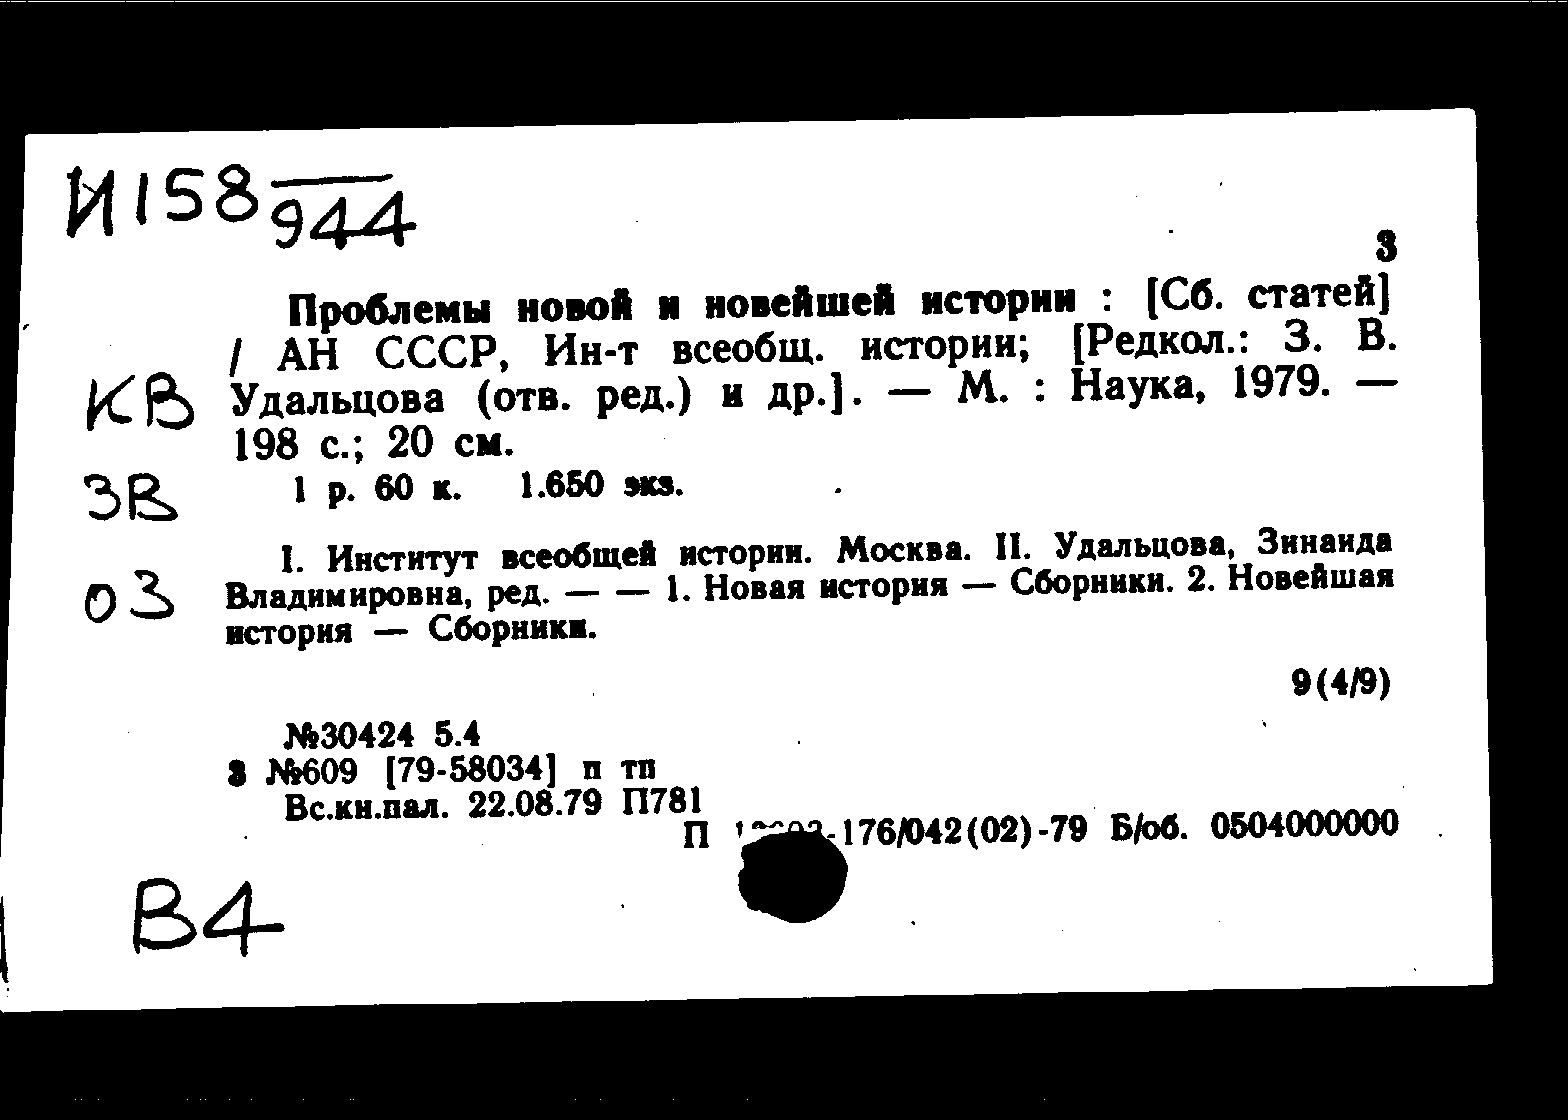 И158
944
3
Проблемы новой и новейшей истории : [Сб. статей]
/ АН СССР, Ин-т всеобщ. истории; [Редкол.: З. В.
КВ
Удальцова (отв. ред.) и др.]. — М. : Наука, 1979. —
198 с.; 20 см.
ЗВ
1 р. 60 к. 1.650 экз.
I. Институт всеобщей истории. Москва. II. Удальцова, Зинаида
ОЗ
Владимировна, ред. — — 1. Новая история — Сборники. 2. Новейшая
история — Сборники.
9(4/9)
№30424 5.4
3 №609 [79-58034] п тп
Вс.кн.пал. 22.08.79 П781
П -176/042(02)-79 Б/об. 0504000000
В4